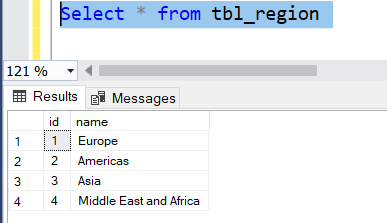 Select * from tbl_region
121 %
Results Messages
id name
1 1 Europe
2 2 Americas
3 3 Asia
4 4 Middle East and Africa